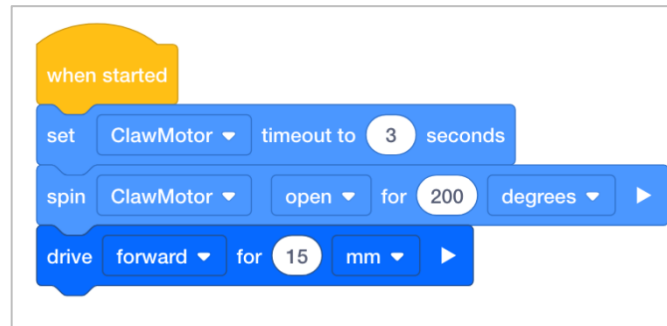 when started
set ClawMotor timeout to 3 seconds
spin ClawMotor open for 200 degrees
drive forward for 15 mm